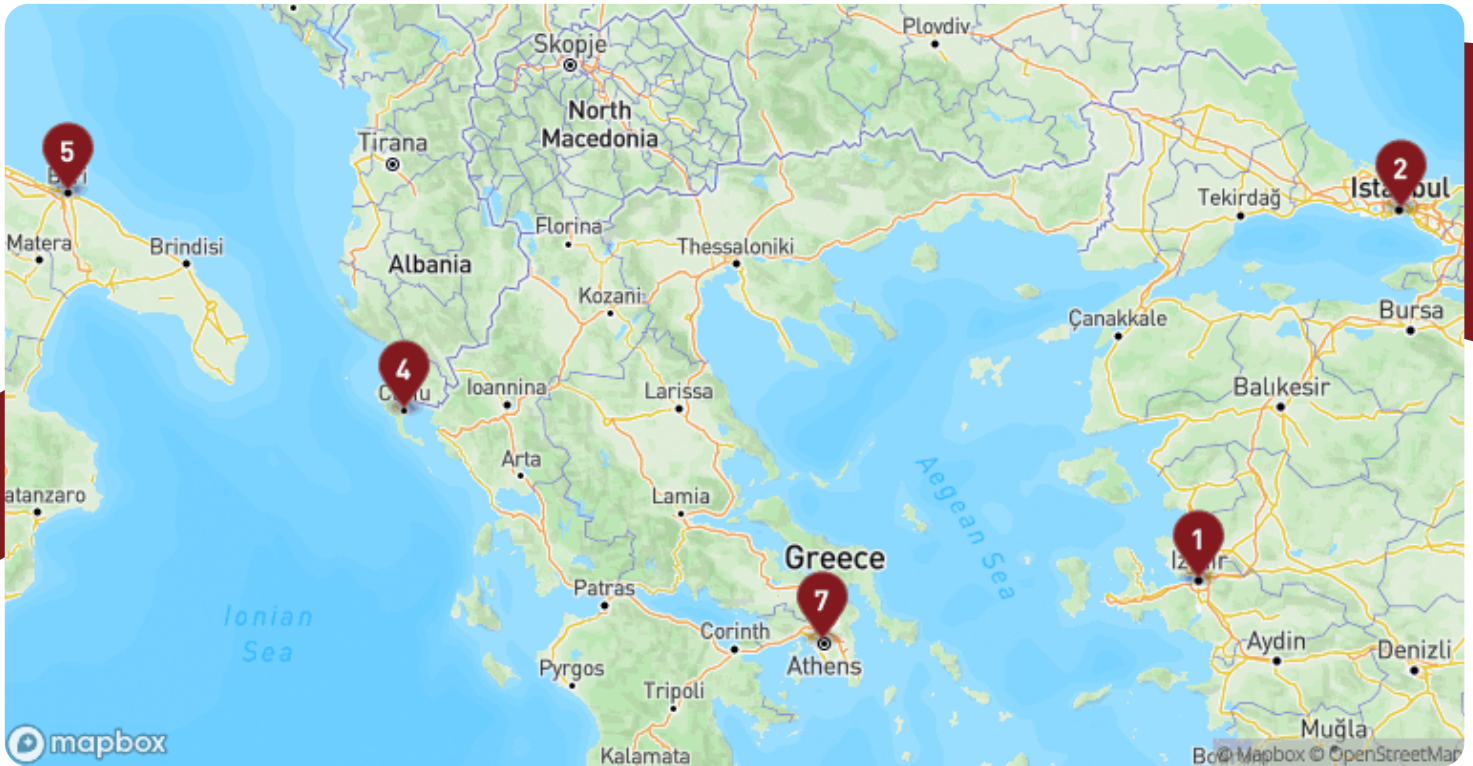 Plovdiv
Skopje
North
Macedonia
5
Tirana
2
Istanbul
Tekirdağ
Matera
Brindisi
Florina
Thessaloniki
Albania
Kozani
Çanakkale
Bursa
4
Ioannina
Larissa
Balıkesir
Arta
Aegean Sea
atanzaro
Lamia
1
Izmir
Greece
7
Patras
Ionian
Sea
Corinth
Aydin
Denizli
Athens
Pyrgos
Tripoli
Muğla
mapbox
Kalamata
© Mapbox © OpenStreetMap